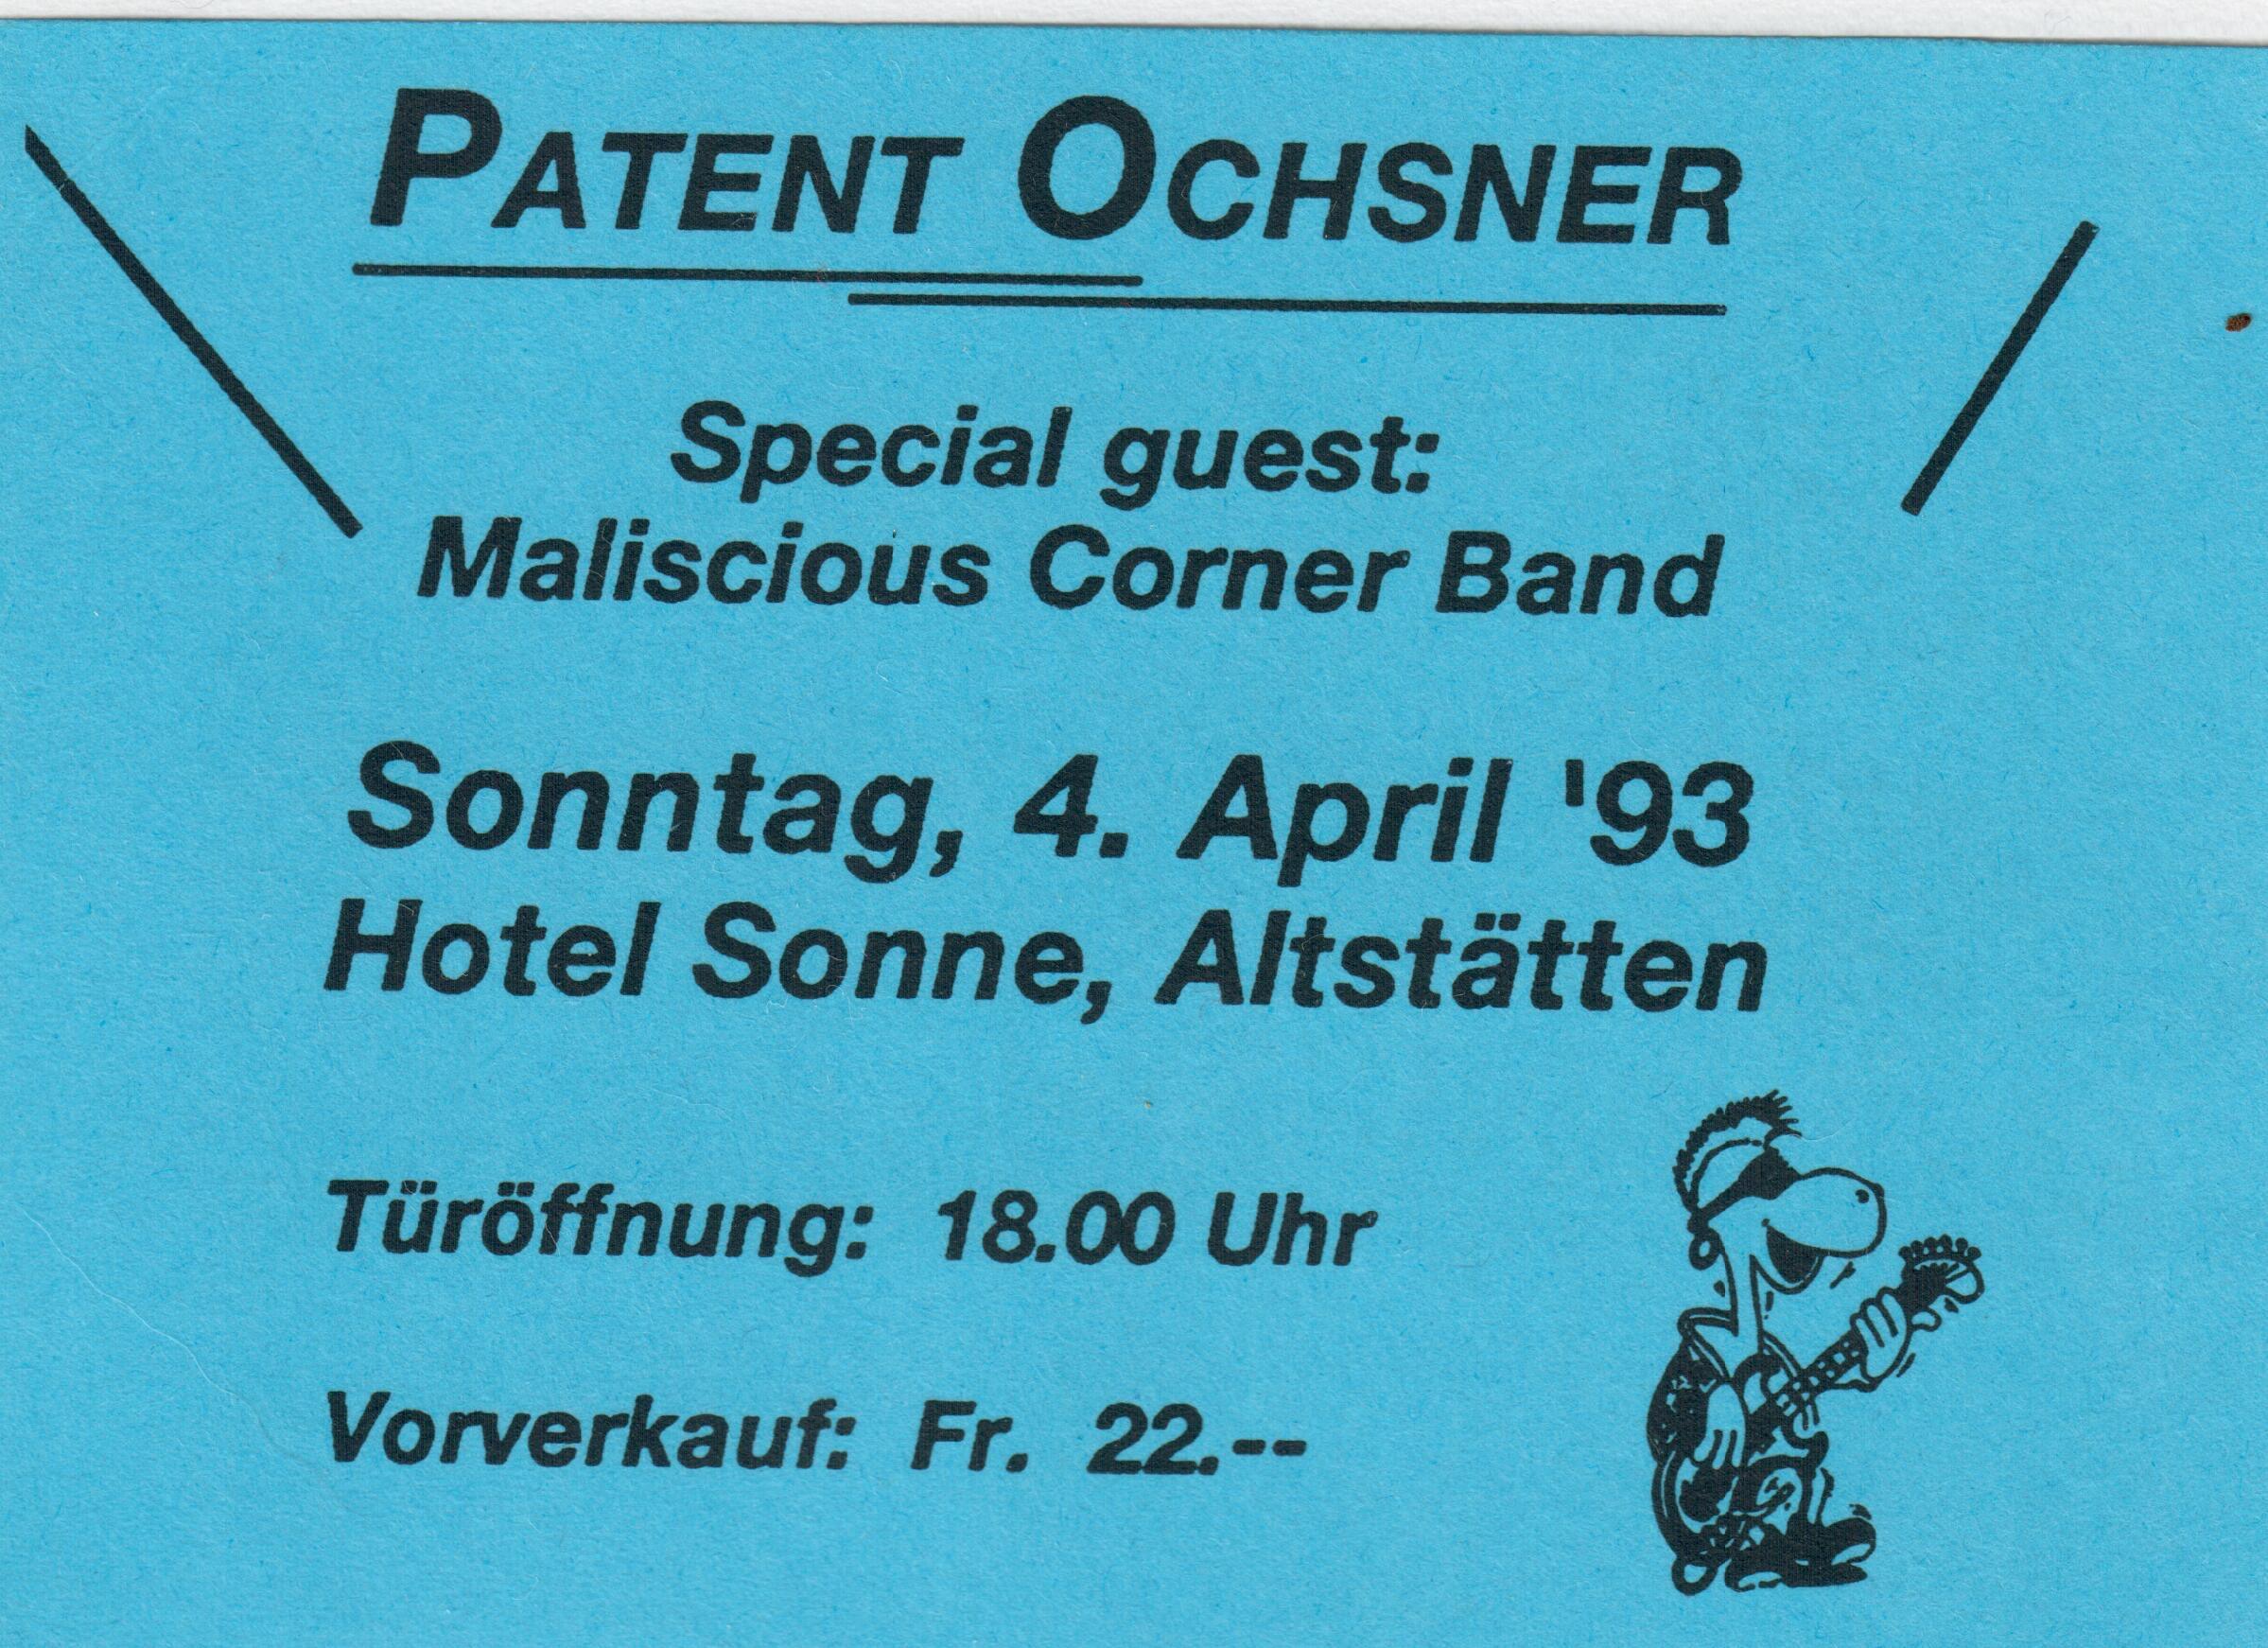 PATENT OCHSNER
Special guest:
Maliscious Corner Band
Sonntag, 4. April '93
Hotel Sonne, Altstätten
Türöffnung: 18.00 Uhr
Vorverkauf: Fr. 22.--